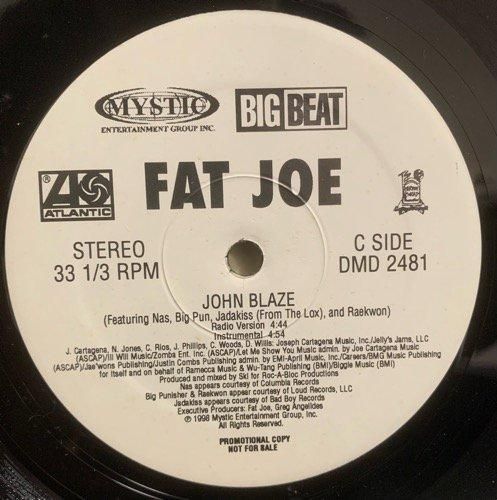 MYSTIC
ENTERTAINMENT GROUP INC.
BIG BEAT
FAT JOE
®
ATLANTIC
STEREO
33 1/3 RPM
C SIDE
DMD 2481
JOHN BLAZE
(Featuring Nas, Big Pun, Jadakiss (From The Lox), and Raekwon)
Radio Version 4:44
Instrumental 4:54
J. Cartagena, N. Jones, C. Rios, J. Phillips, C. Woods, D. Willis: Joseph Cartagena Music, Inc./Jelly's Jams, LLC
(ASCAP)/Ill Will Music/Zomba Ent. Inc. (ASCAP)/Let Me Show You Music admin. by Joe Cartagena Music
(ASCAP)/Jae'wons Publishing/Justin Combs Publishing admin. by EMI-April Music, Inc./Careers/BMG Music Publishing
for itself and on behalf of Ramecca Music & Wu-Tang Publishing (BMI)/Biggie Music (BMI)
Produced and mixed by Ski for Roc-A-Bloc Productions
Nas appears courtesy of Columbia Records
Big Punisher & Raekwon appear courtesy of Loud Records, LLC
Jadakiss appears courtesy of Bad Boy Records
Executive Producers: Fat Joe, Greg Angelides
℗ 1998 Mystic Entertainment Group, Inc.
All Rights Reserved.
PROMOTIONAL COPY
NOT FOR SALE